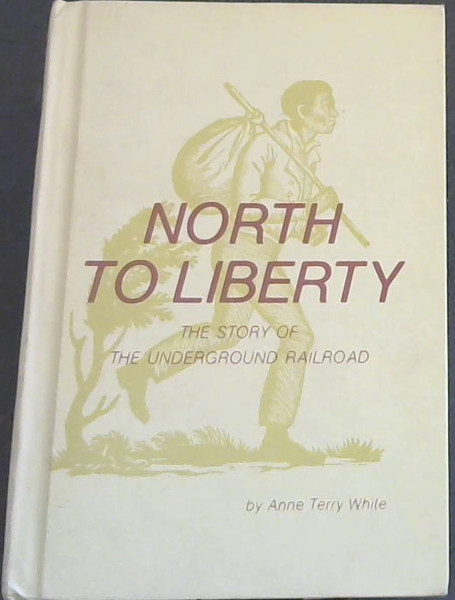 NORTH
TO LIBERTY
THE STORY OF
THE UNDERGROUND RAILROAD
by Anne Terry White